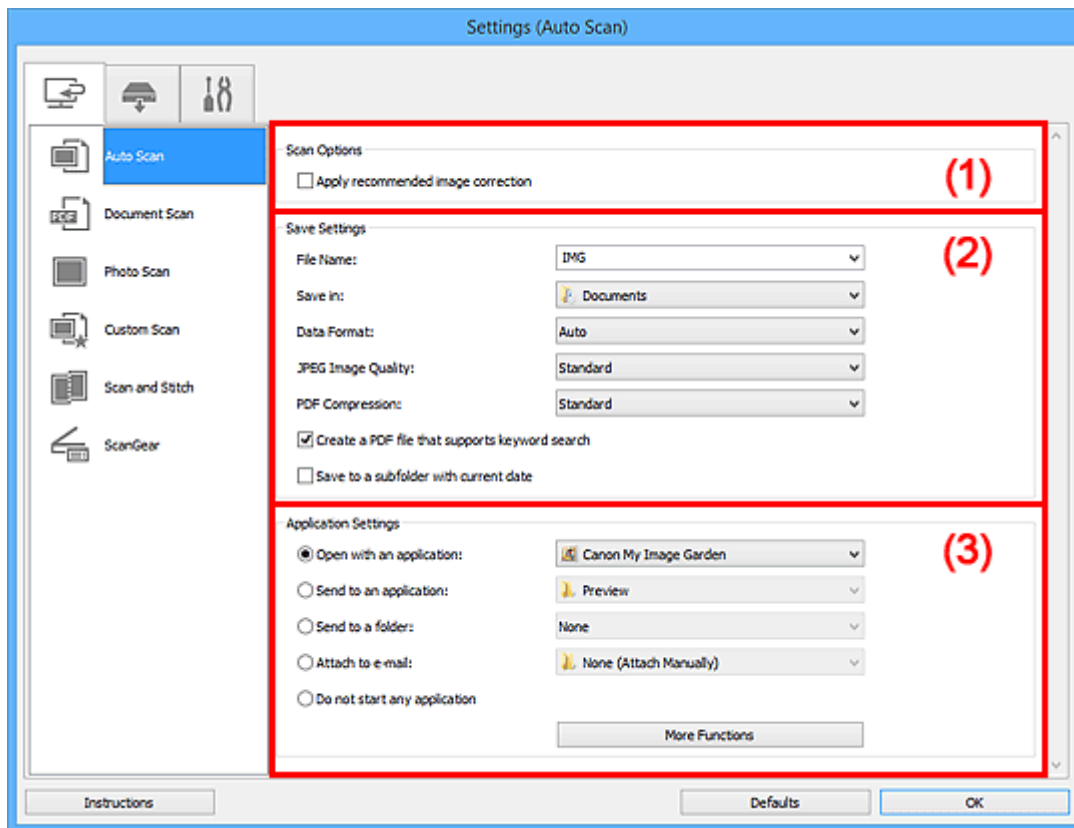 Settings (Auto Scan)
Auto Scan
PDF
Document Scan
Photo Scan
Custom Scan
Scan and Stitch
ScanGear
Scan Options
(1)
Apply recommended image correction
Save Settings
(2)
File Name: IMG
Save in: Documents
Data Format: Auto
JPEG Image Quality: Standard
PDF Compression: Standard
Create a PDF file that supports keyword search
Save to a subfolder with current date
Application Settings
(3)
Open with an application: Canon My Image Garden
Send to an application: Preview
Send to a folder: None
Attach to e-mail: None (Attach Manually)
Do not start any application
More Functions
Instructions Defaults OK